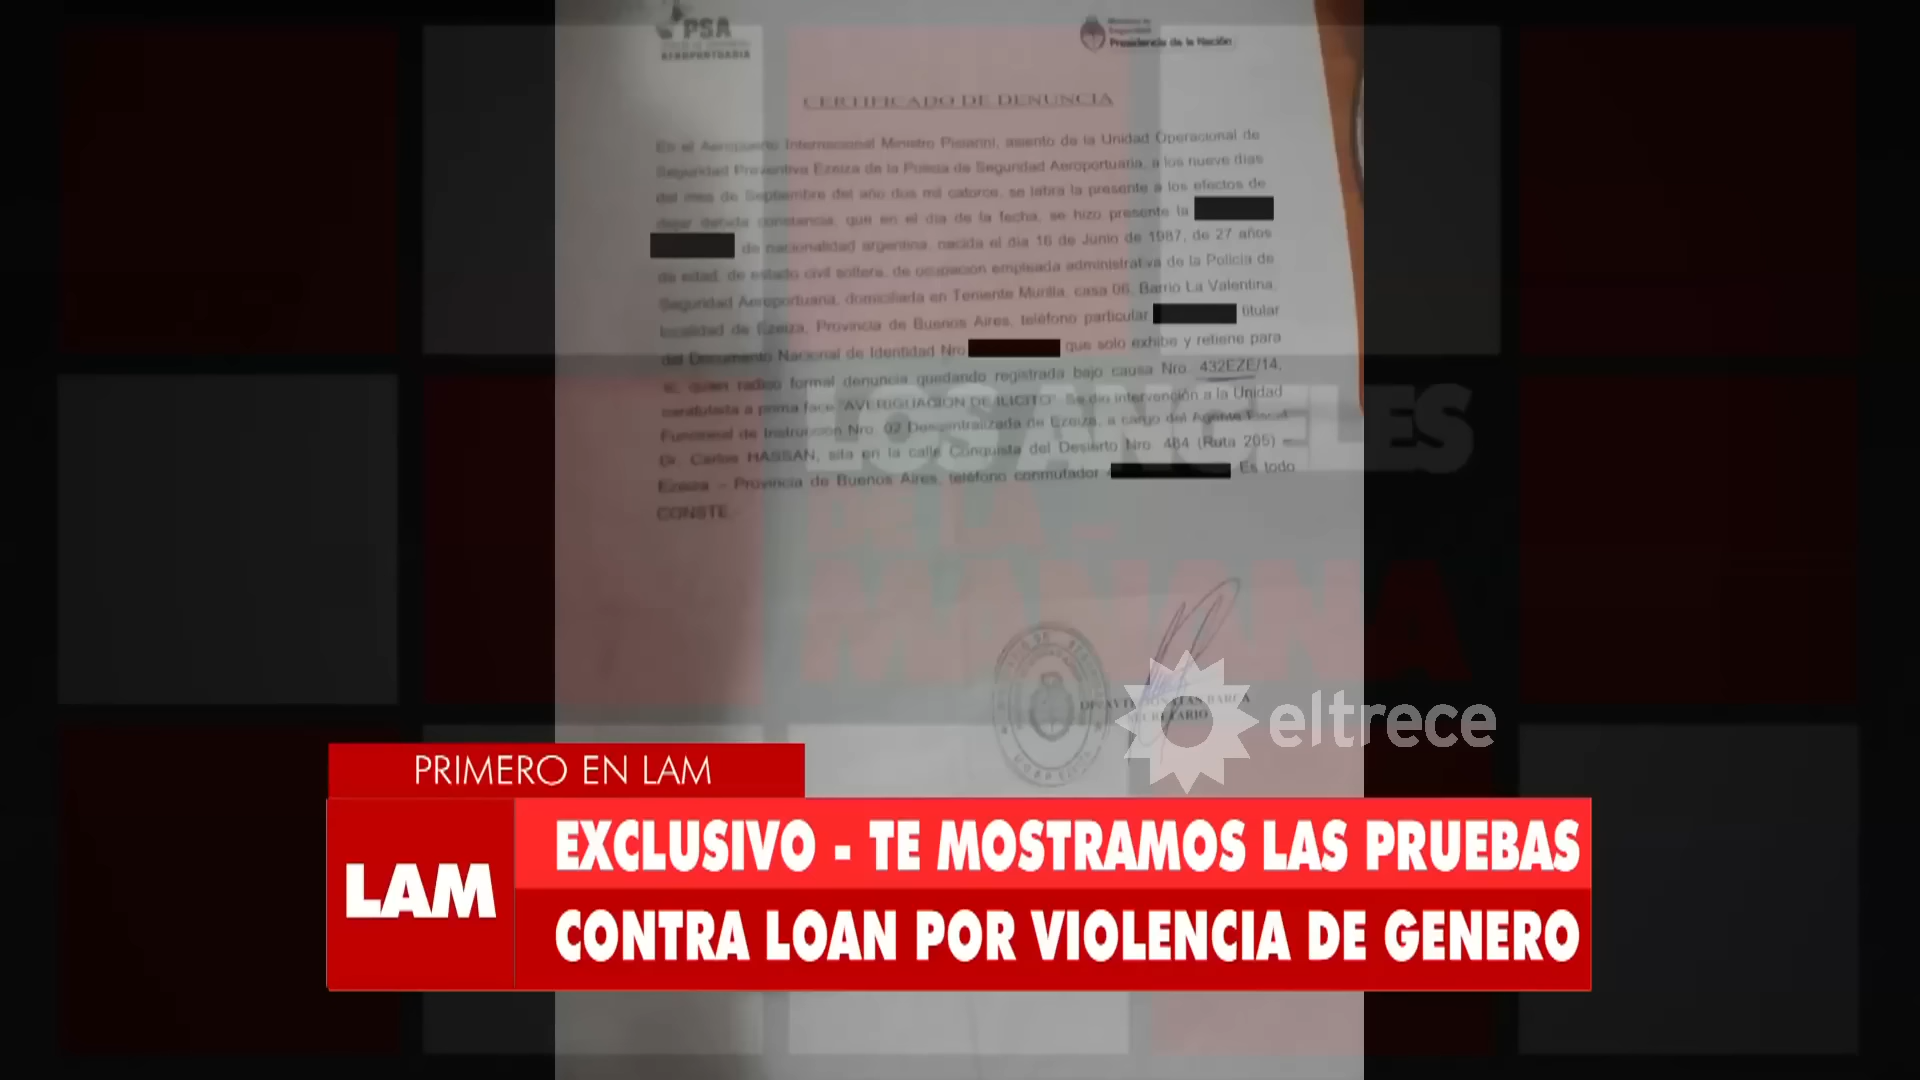 PSA
AEROPORTUARIA
Ministerio de
Seguridad
Presidencia de la Nación
CERTIFICADO DE DENUNCIA
En el Aeropuerto Internacional Ministro Pistarini, asiento de la Unidad Operacional de
Seguridad Preventiva Ezeiza de la Policía de Seguridad Aeroportuaria, a los nueve días
del mes de Septiembre del año dos mil catorce, se labra la presente a los efectos de
dejar debida constancia, que en el día de la fecha, se hizo presente la
de nacionalidad argentina, nacida el día 16 de Junio de 1987, de 27 años
de edad, de estado civil soltera, de ocupación empleada administrativa de la Policía de
Seguridad Aeroportuaria, domiciliada en Teniente Murilla, casa 06, Barrio La Valentina,
localidad de Ezeiza, Provincia de Buenos Aires, teléfono particular titular
del Documento Nacional de Identidad Nro que solo exhibe y retiene para
sí, quien radicó formal denuncia quedando registrada bajo causa Nro. 432EZE/14,
caratulada a prima face "AVERIGUACION DE ILICITO". Se dio intervención a la Unidad
Funcional de Instrucción Nro. 02 Descentralizada de Ezeiza, a cargo del Agente Fiscal
Dr. Carlos HASSAN, sita en la calle Conquista del Desierto Nro. 484 (Ruta 205) –
Ezeiza – Provincia de Buenos Aires, teléfono conmutador Es todo
CONSTE.-
LOS ANGELES
DE LA
MAÑANA
SECRETARIO
eltrece
PRIMERO EN LAM
LAM
EXCLUSIVO - TE MOSTRAMOS LAS PRUEBAS
CONTRA LOAN POR VIOLENCIA DE GENERO